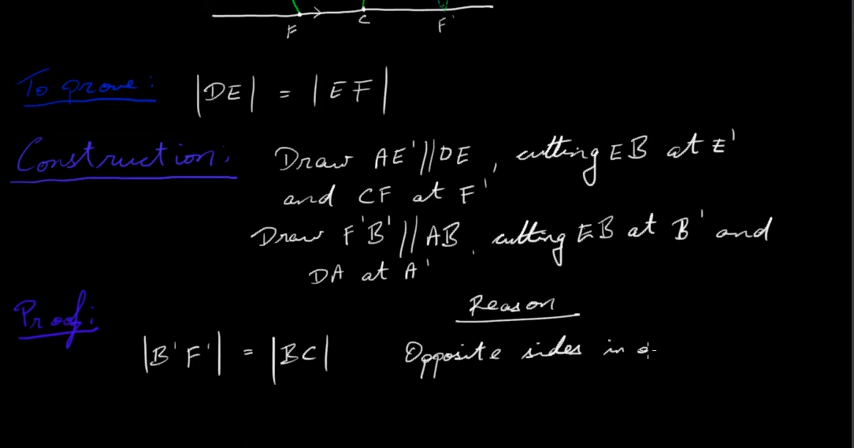 F C F'
To prove: |DE| = |EF|
Construction: Draw AE'//DE, cutting EB at E'
and CF at F'
Draw F'B'//AB, cutting EB at B' and
DA at A'
Proof: Reason
|B'F'| = |BC| Opposite sides in